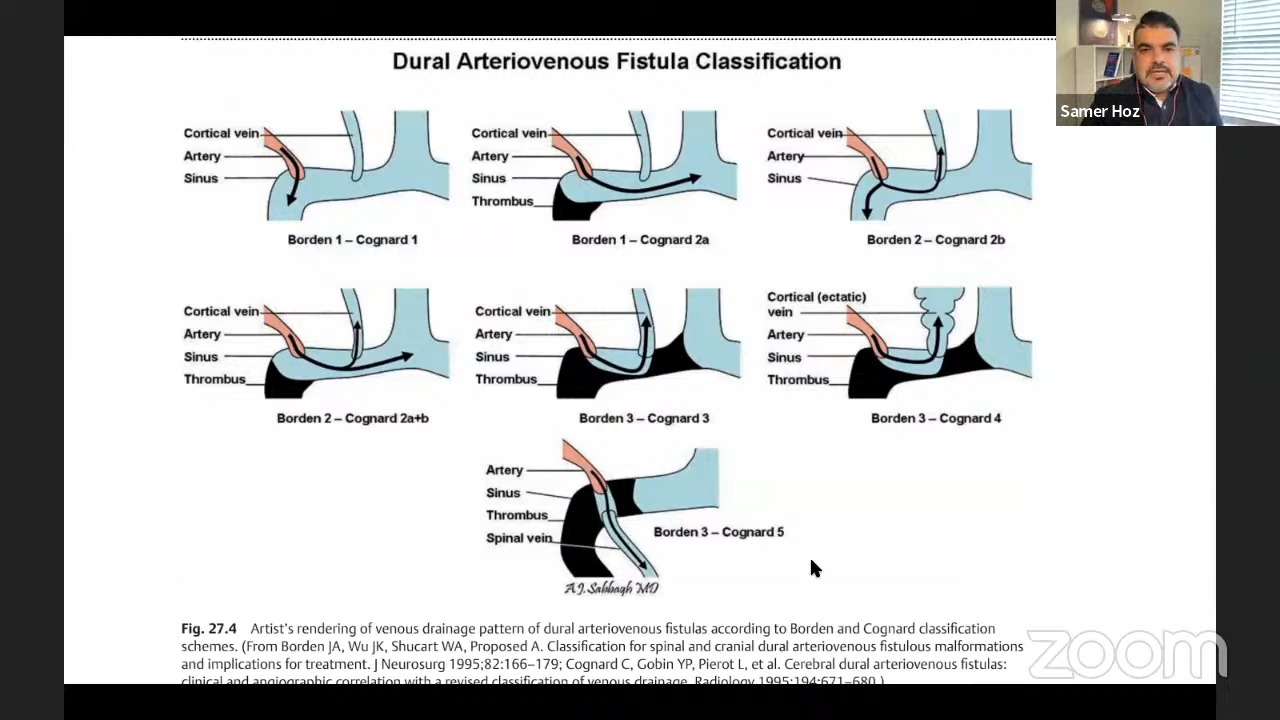 Dural Arteriovenous Fistula Classification
Samer Hoz
Cortical vein
Artery
Sinus
Borden 1 – Cognard 1
Cortical vein
Artery
Sinus
Thrombus
Borden 1 – Cognard 2a
Cortical vein
Artery
Sinus
Borden 2 – Cognard 2b
Cortical vein
Artery
Sinus
Thrombus
Borden 2 – Cognard 2a+b
Cortical vein
Artery
Sinus
Thrombus
Borden 3 – Cognard 3
Cortical (ectatic)
vein
Artery
Sinus
Thrombus
Borden 3 – Cognard 4
Artery
Sinus
Thrombus
Spinal vein
Borden 3 – Cognard 5
A.J. Sabbagh MD
Fig. 27.4 Artist's rendering of venous drainage pattern of dural arteriovenous fistulas according to Borden and Cognard classification
schemes. (From Borden JA, Wu JK, Shucart WA, Proposed A. Classification for spinal and cranial dural arteriovenous fistulous malformations
and implications for treatment. J Neurosurg 1995;82:166–179; Cognard C, Gobin YP, Pierot L, et al. Cerebral dural arteriovenous fistulas:
clinical and angiographic correlation with a revised classification of venous drainage. Radiology 1995;194:671–680.)
zoom